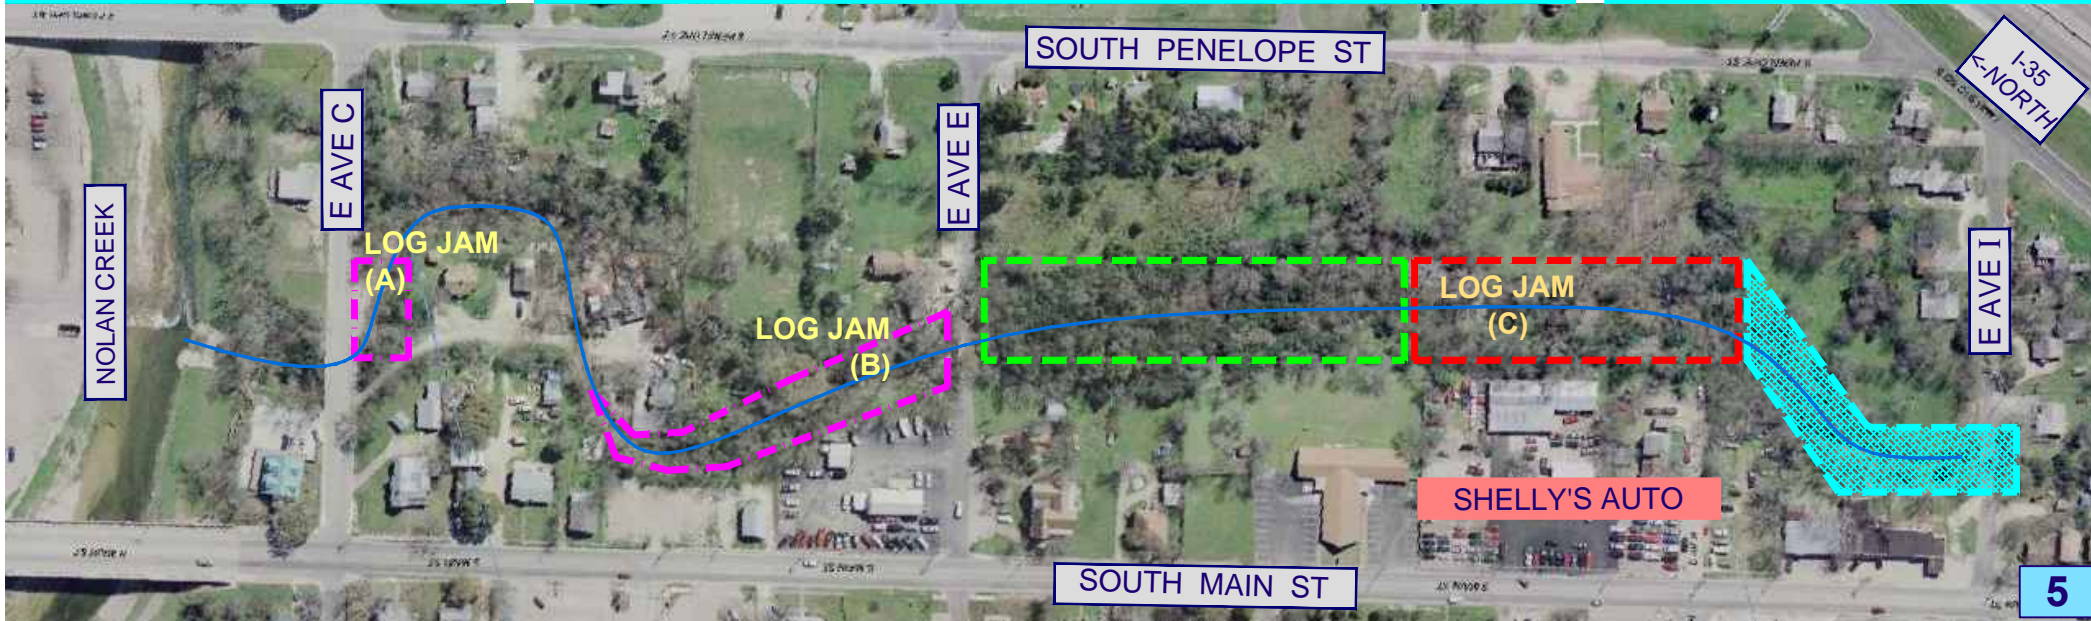 SOUTH  PENELOPE  ST
I-35
<-NORTH
E AVE C
E AVE E
NOLAN CREEK
LOG JAM
(A)
LOG JAM
(B)
LOG JAM
(C)
E AVE I
SHELLY'S AUTO
SOUTH  MAIN  ST
5